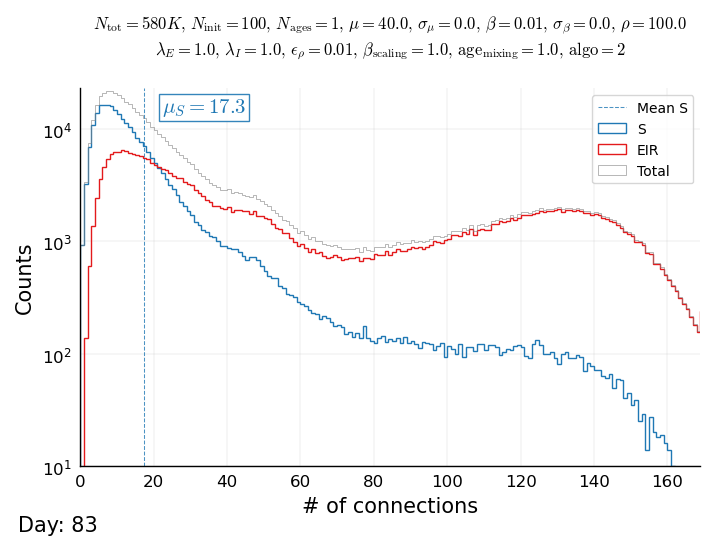 N_tot = 580K, N_init = 100, N_ages = 1, μ = 40.0, σ_μ = 0.0, β = 0.01, σ_β = 0.0, ρ = 100.0
λ_E = 1.0, λ_I = 1.0, ϵ_ρ = 0.01, β_scaling = 1.0, age_mixing = 1.0, algo = 2
μ_S = 17.3
Mean S
S
EIR
Total
10^4
10^3
10^2
10^1
Counts
0 20 40 60 80 100 120 140 160
# of connections
Day: 83